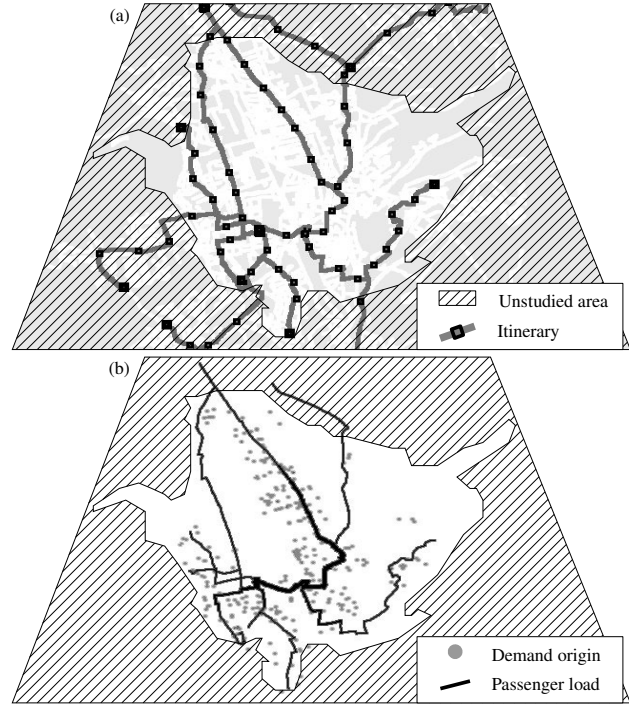 (a)
Unstudied area
Itinerary
(b)
Demand origin
Passenger load